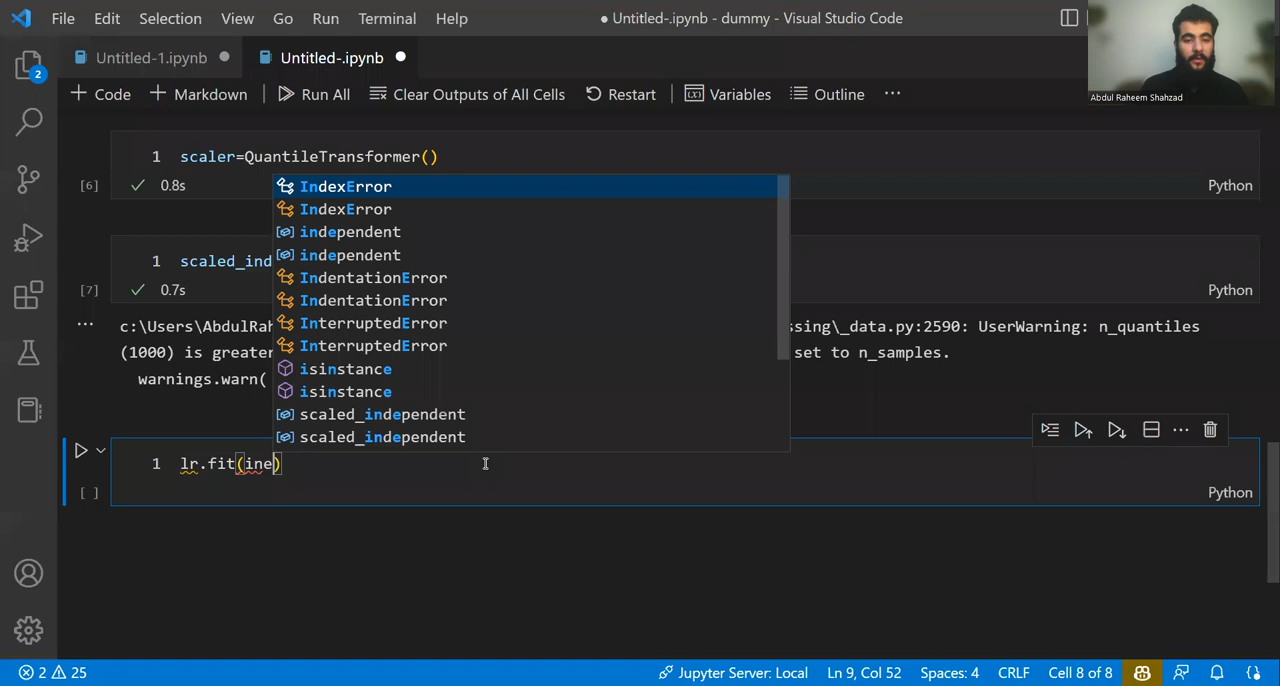 File Edit Selection View Go Run Terminal Help
● Untitled-.ipynb - dummy - Visual Studio Code
Untitled-1.ipynb
Untitled-.ipynb
Abdul Raheem Shahzad
2
+ Code + Markdown Run All Clear Outputs of All Cells Restart Variables Outline ...
1 scaler=QuantileTransformer()
[6] 0.8s Python
IndexError
IndexError
independent
independent
IndentationError
IndentationError
InterruptedError
InterruptedError
isinstance
isinstance
scaled_independent
scaled_independent
1 scaled_ind
[7] 0.7s Python
... c:\Users\AbdulRah ssing\_data.py:2590: UserWarning: n_quantiles
(1000) is greater set to n_samples.
warnings.warn(
1 lr.fit(ine)
[ ] Python
2 25 Jupyter Server: Local Ln 9, Col 52 Spaces: 4 CRLF Cell 8 of 8